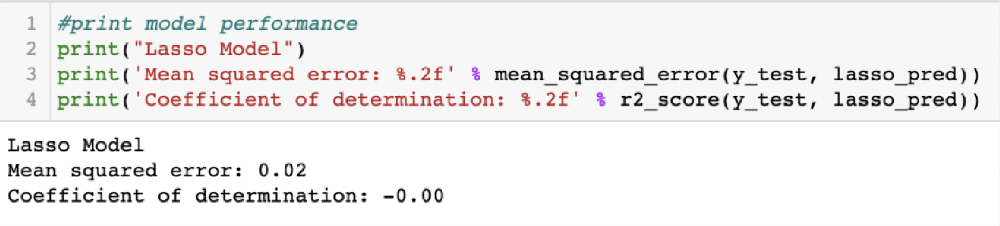 1 #print model performance
2 print("Lasso Model")
3 print('Mean squared error: %.2f' % mean_squared_error(y_test, lasso_pred))
4 print('Coefficient of determination: %.2f' % r2_score(y_test, lasso_pred))
Lasso Model
Mean squared error: 0.02
Coefficient of determination: -0.00